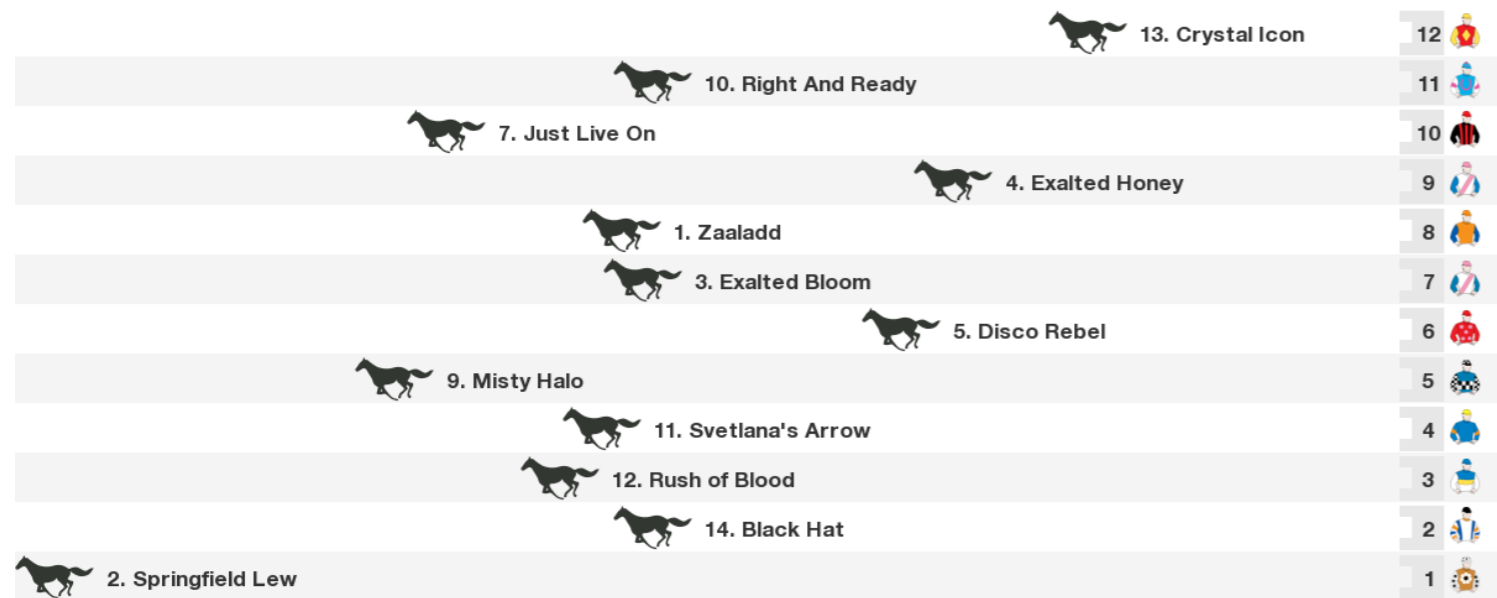 13. Crystal Icon 12
10. Right And Ready 11
7. Just Live On 10
4. Exalted Honey 9
1. Zaaladd 8
3. Exalted Bloom 7
5. Disco Rebel 6
9. Misty Halo 5
11. Svetlana's Arrow 4
12. Rush of Blood 3
14. Black Hat 2
2. Springfield Lew 1